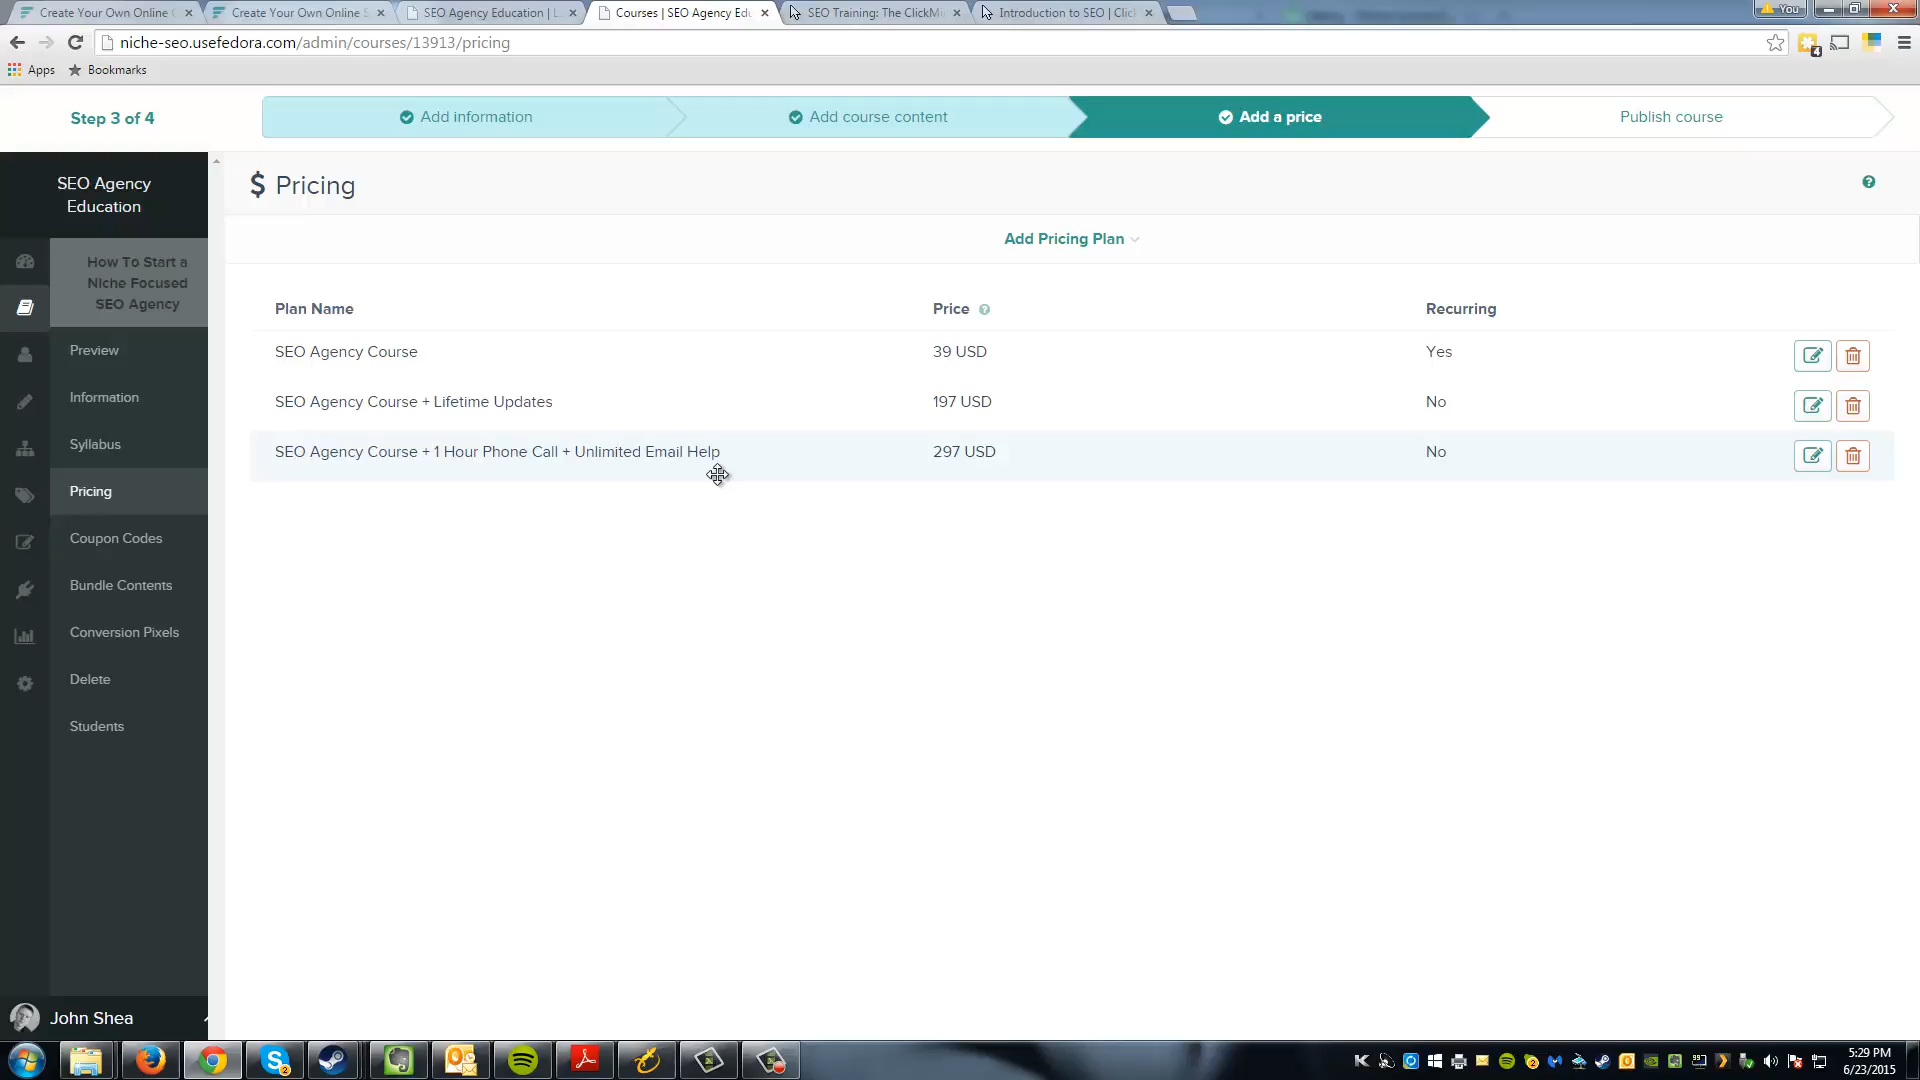 Create Your Own Online
Create Your Own Online S
SEO Agency Education | L
Courses | SEO Agency Edu
SEO Training: The ClickMi
Introduction to SEO | Click
You
niche-seo.usefedora.com/admin/courses/13913/pricing
4
Apps
Bookmarks
Step 3 of 4
Add information
Add course content
Add a price
Publish course
SEO Agency
Education
$ Pricing
?
Add Pricing Plan
How To Start a
Niche Focused
SEO Agency
Preview
Information
Syllabus
Pricing
Coupon Codes
Bundle Contents
Conversion Pixels
Delete
Students
Plan Name
Price ?
Recurring
SEO Agency Course
39 USD
Yes
SEO Agency Course + Lifetime Updates
197 USD
No
SEO Agency Course + 1 Hour Phone Call + Unlimited Email Help
297 USD
No
John Shea
2
5:29 PM
6/23/2015